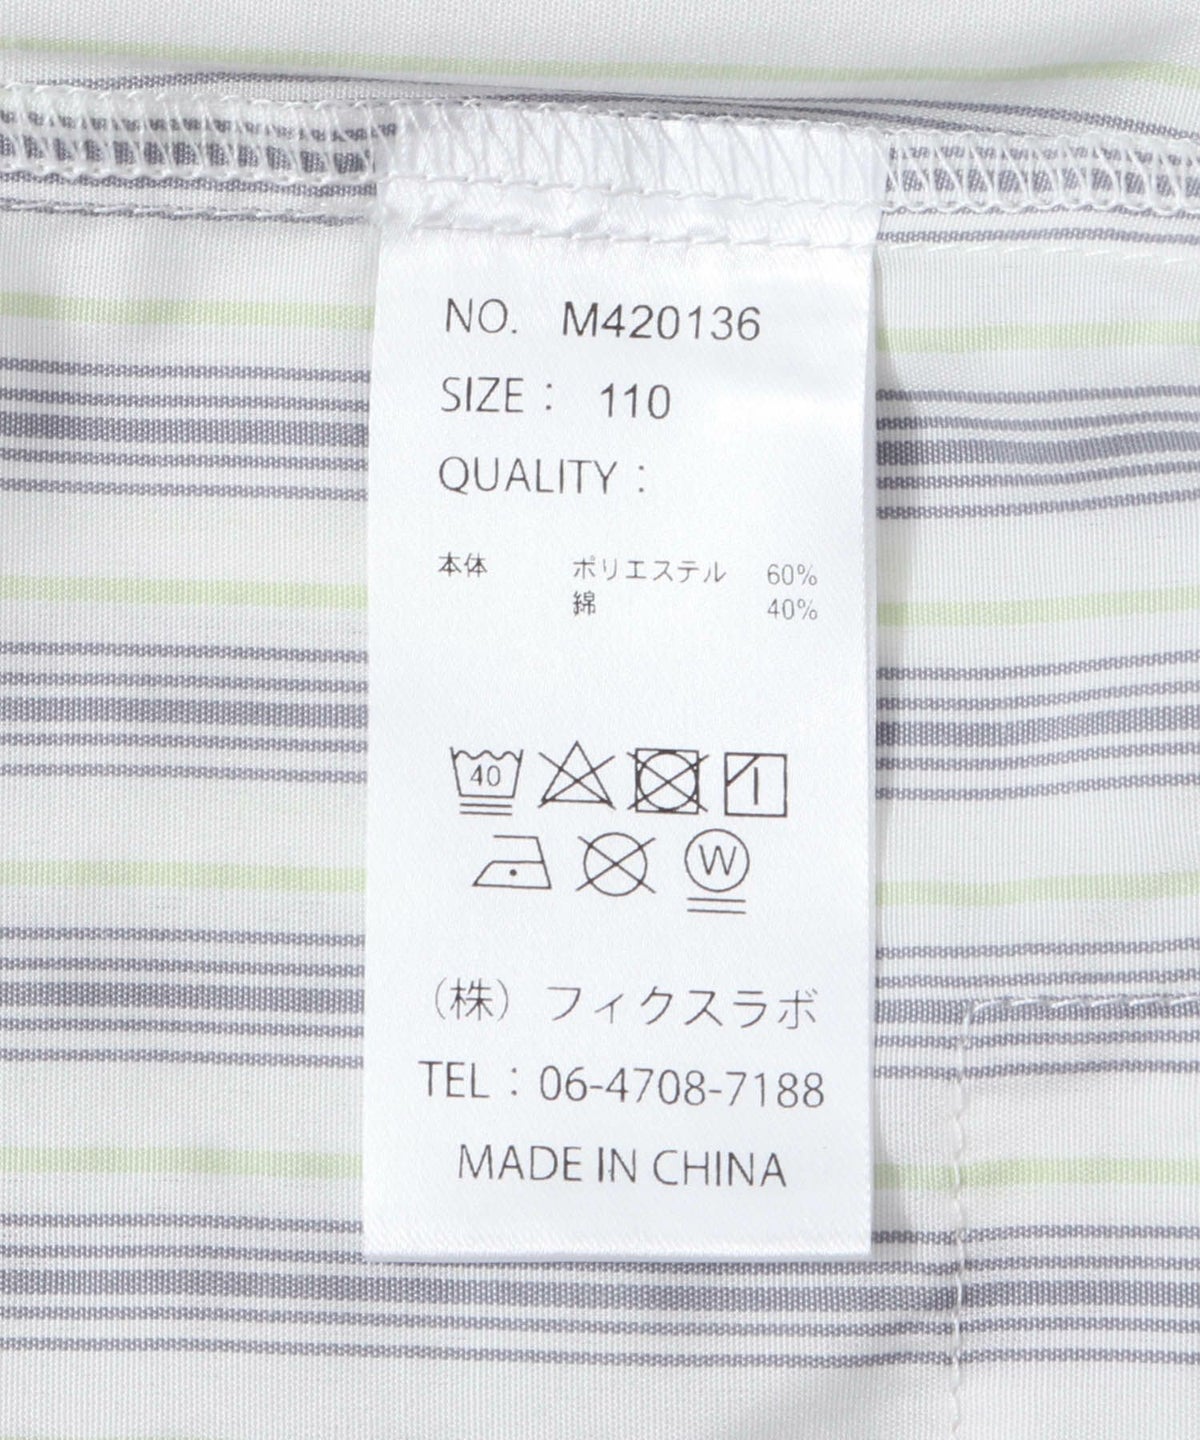 NO. M420136
SIZE : 110
QUALITY :
本体 ポリエステル 60%
綿 40%
40
W
(株) フィクスラボ
TEL : 06-4708-7188
MADE IN CHINA